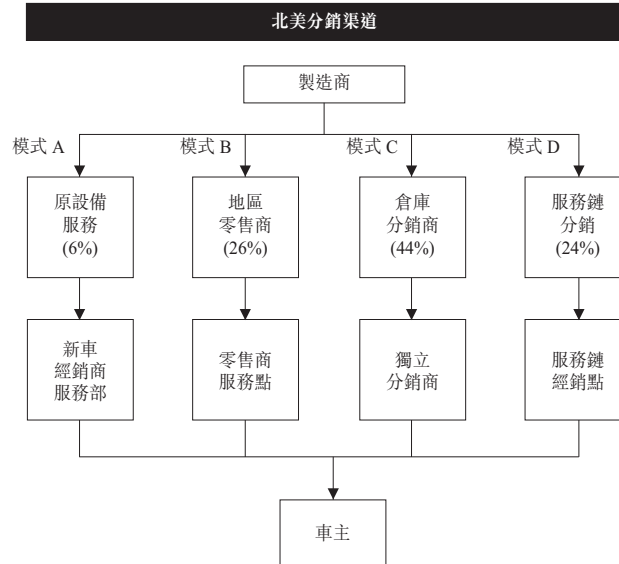 北美分銷渠道
製造商
模式 A
模式 B
模式 C
模式 D
原設備
服務
(6%)
地區
零售商
(26%)
倉庫
分銷商
(44%)
服務鏈
分銷
(24%)
新車
經銷商
服務部
零售商
服務點
獨立
分銷商
服務鏈
經銷點
車主